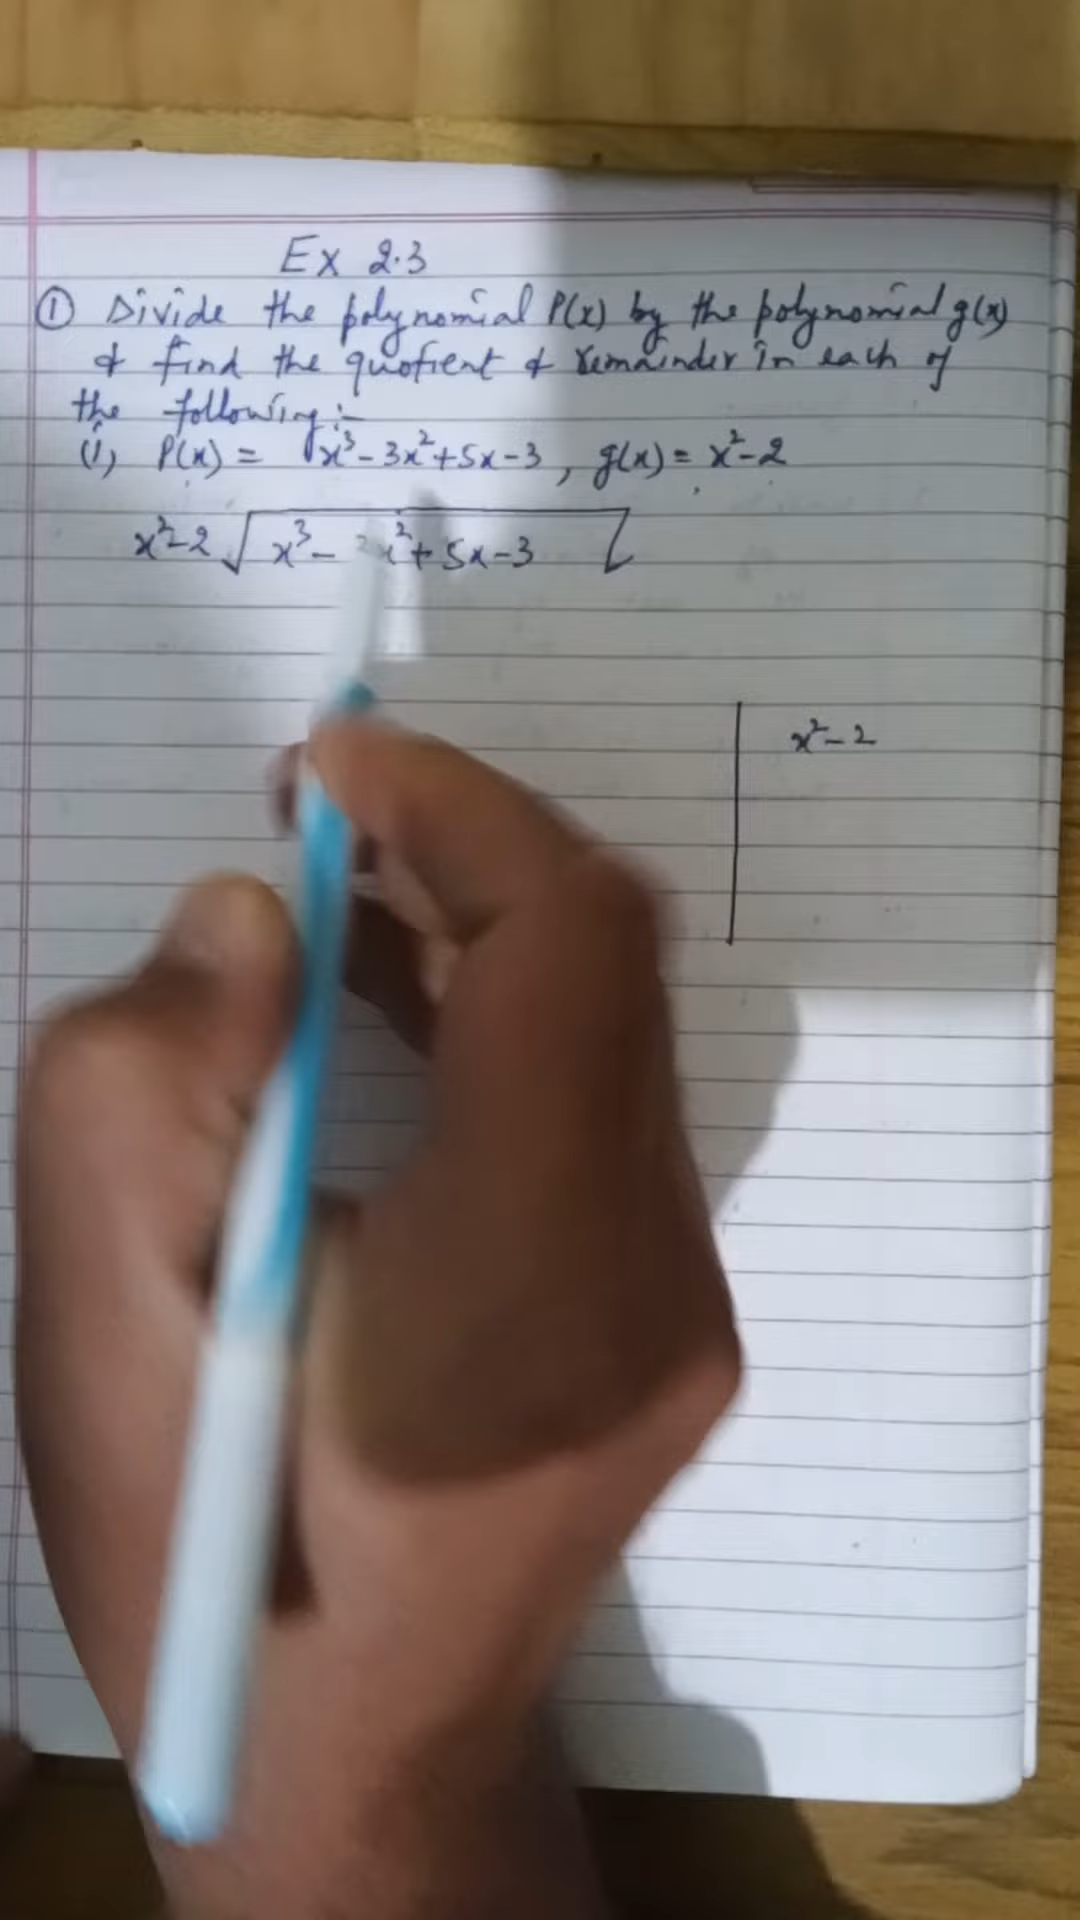 Ex 2.3
① Divide the polynomial P(x) by the polynomial g(x)
& find the quotient & remainder in each of
the following:-
(i) P(x) = x³-3x²+5x-3, g(x) = x²-2
x²-2 √ x³-3x²+5x-3
x²-2